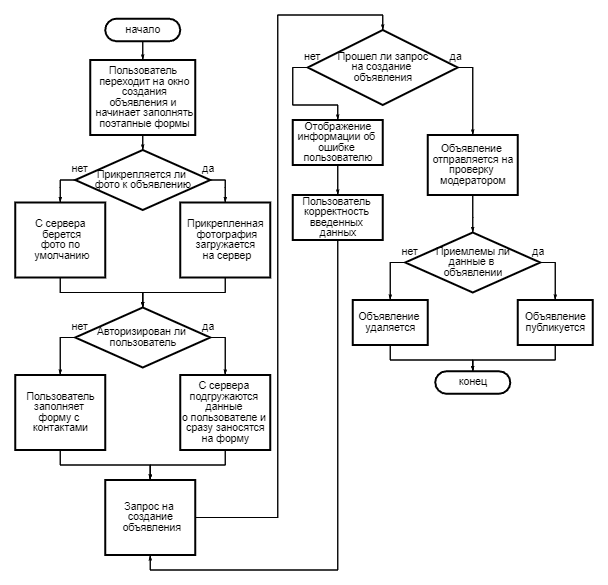 начало
Пользователь
переходит на окно
создания
объявления и
начинает заполнять
поэтапные формы
нет
Прикрепляется ли
фото к объявлению
да
С сервера
берется
фото по
умолчанию
Прикрепленная
фотография
загружается
на сервер
нет
Авторизирован ли
пользователь
да
Пользователь
заполняет
форму с
контактами
С сервера
подгружаются
данные
о пользователе и
сразу заносятся
на форму
Запрос на
создание
объявления
нет
Прошел ли запрос
на создание
объявления
да
Отображение
информации об
ошибке
пользователю
Пользователь
корректность
введенных
данных
Объявление
отправляется на
проверку
модератором
нет
Приемлемы ли
данные в
объявлении
да
Объявление
удаляется
Объявление
публикуется
конец